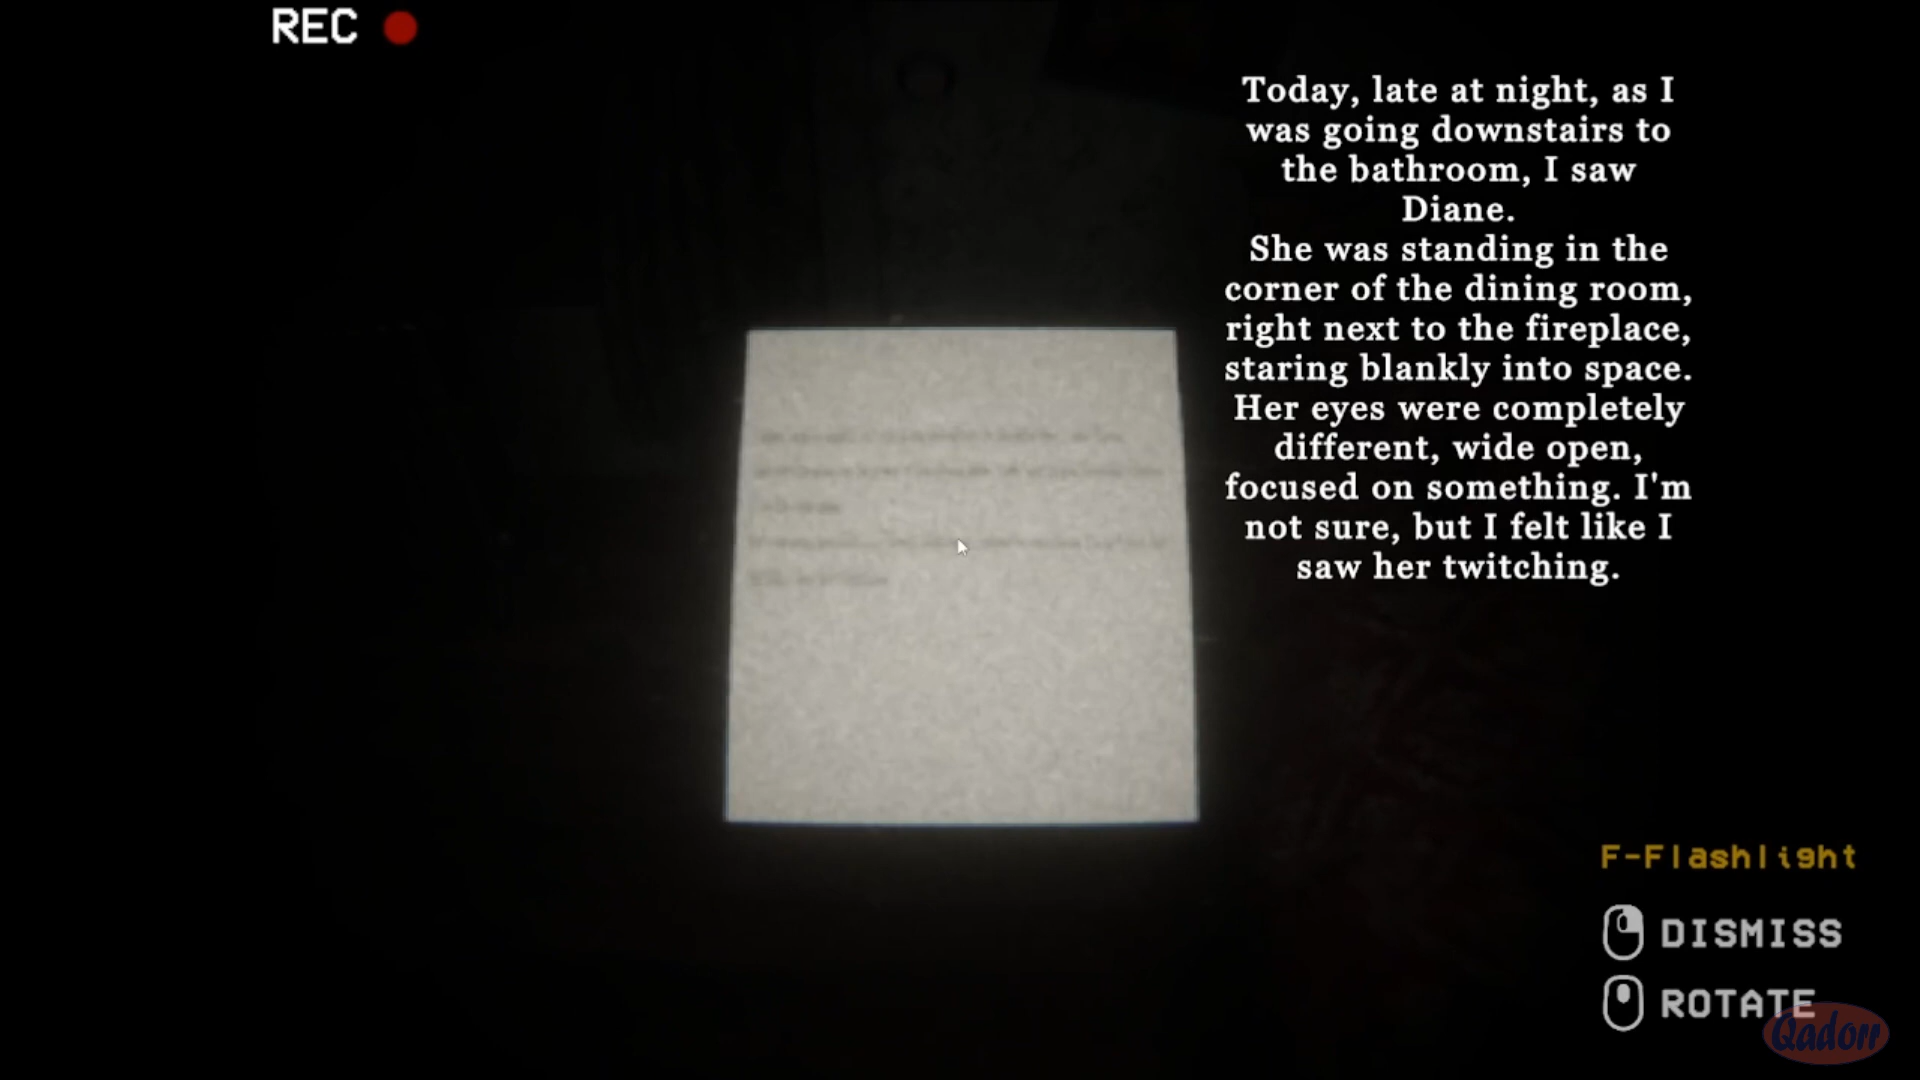 REC
Today, late at night, as I
was going downstairs to
the bathroom, I saw
Diane.
She was standing in the
corner of the dining room,
right next to the fireplace,
staring blankly into space.
Her eyes were completely
different, wide open,
focused on something. I'm
not sure, but I felt like I
saw her twitching.
F-Flashlight
DISMISS
ROTATE
Qadorr